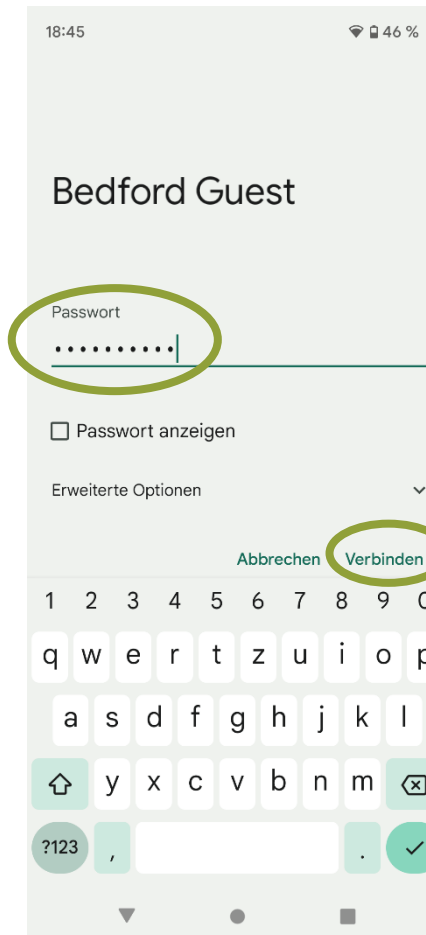 18:45 46 %
Bedford Guest
Passwort
••••••••••
Passwort anzeigen
Erweiterte Optionen
Abbrechen Verbinden
1 2 3 4 5 6 7 8 9 0
q w e r t z u i o p
a s d f g h j k l
y x c v b n m
?123 , .